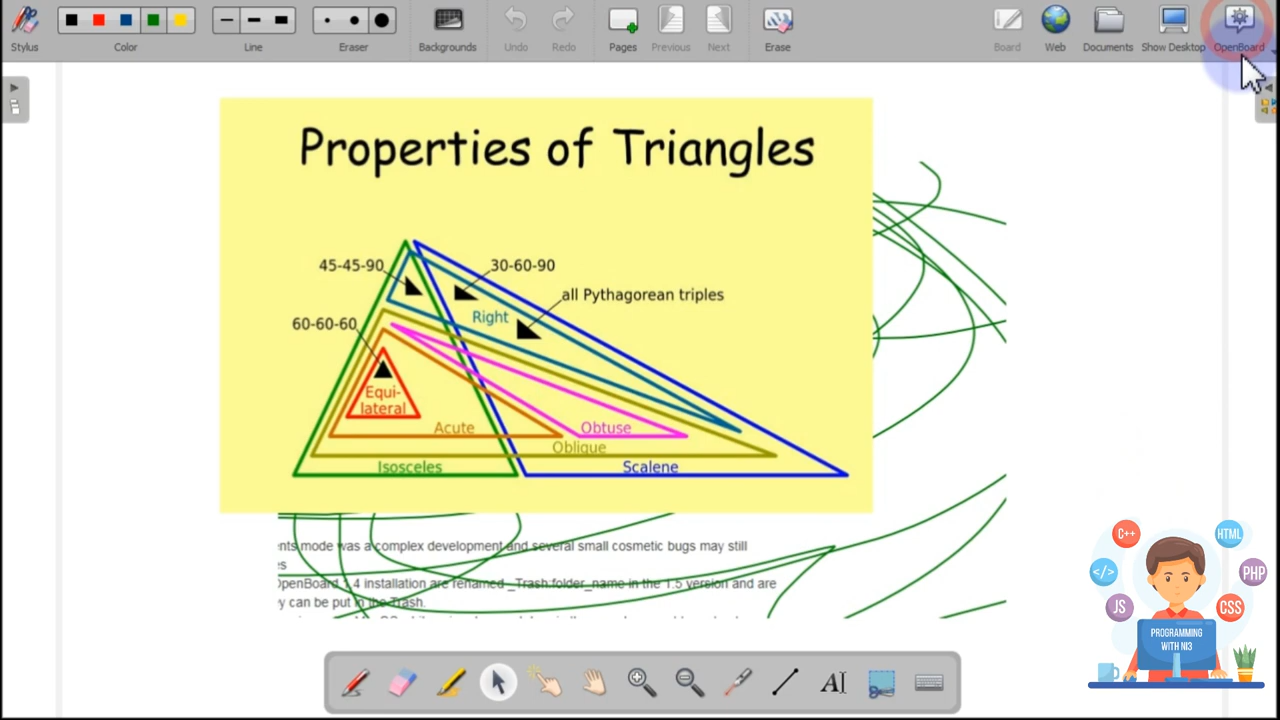 Stylus
Color
Line
Eraser
Backgrounds
Undo
Redo
Pages
Previous
Next
Erase
Board
Web
Documents
Show Desktop
OpenBoard
Properties of Triangles
45-45-90
30-60-90
all Pythagorean triples
Right
60-60-60
Equi-
lateral
Acute
Obtuse
Oblique
Isosceles
Scalene
nts mode was a complex development and several small cosmetic bugs may still
es
OpenBoard 1.4 installation are renamed _Trash:folder_name in the 1.5 version and are
y can be put in the Trash.
C++
HTML
</>
PHP
JS
CSS
PROGRAMMING
WITH NI3
AI